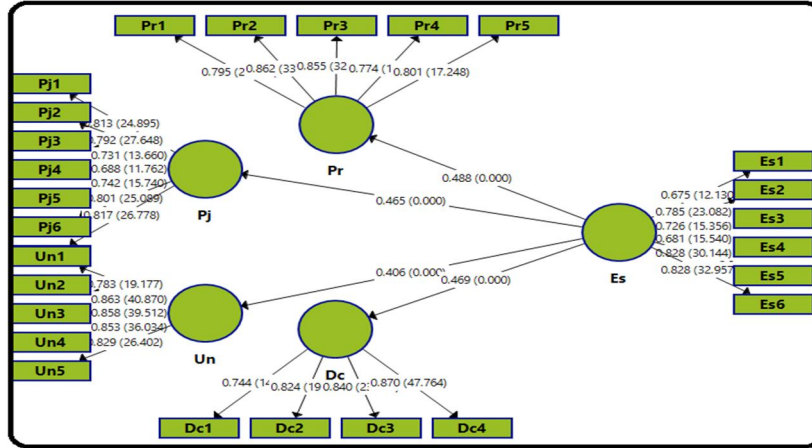 Pr1 Pr2 Pr3 Pr4 Pr5
0.795 (2 0.862 (33 0.855 (32 0.774 (1 0.801 (17.248)
Pj1
Pj2
Pj3
Pj4
Pj5
Pj6
0.813 (24.895)
0.792 (27.648)
0.731 (13.660)
0.688 (11.762)
0.742 (15.740)
0.801 (25.089)
0.817 (26.778)
Pj
Pr
0.488 (0.000)
0.465 (0.000)
0.406 (0.000)
0.469 (0.000)
Es
Es1
Es2
Es3
Es4
Es5
Es6
0.675 (12.130
0.785 (23.082)
0.726 (15.356)
0.681 (15.540)
0.828 (30.144)
0.828 (32.957
Un1
Un2
Un3
Un4
Un5
0.783 (19.177)
0.863 (40.870)
0.858 (39.512)
0.853 (36.034)
0.829 (26.402)
Un
Dc
0.744 (14 0.824 (19 0.840 (2 0.870 (47.764)
Dc1 Dc2 Dc3 Dc4